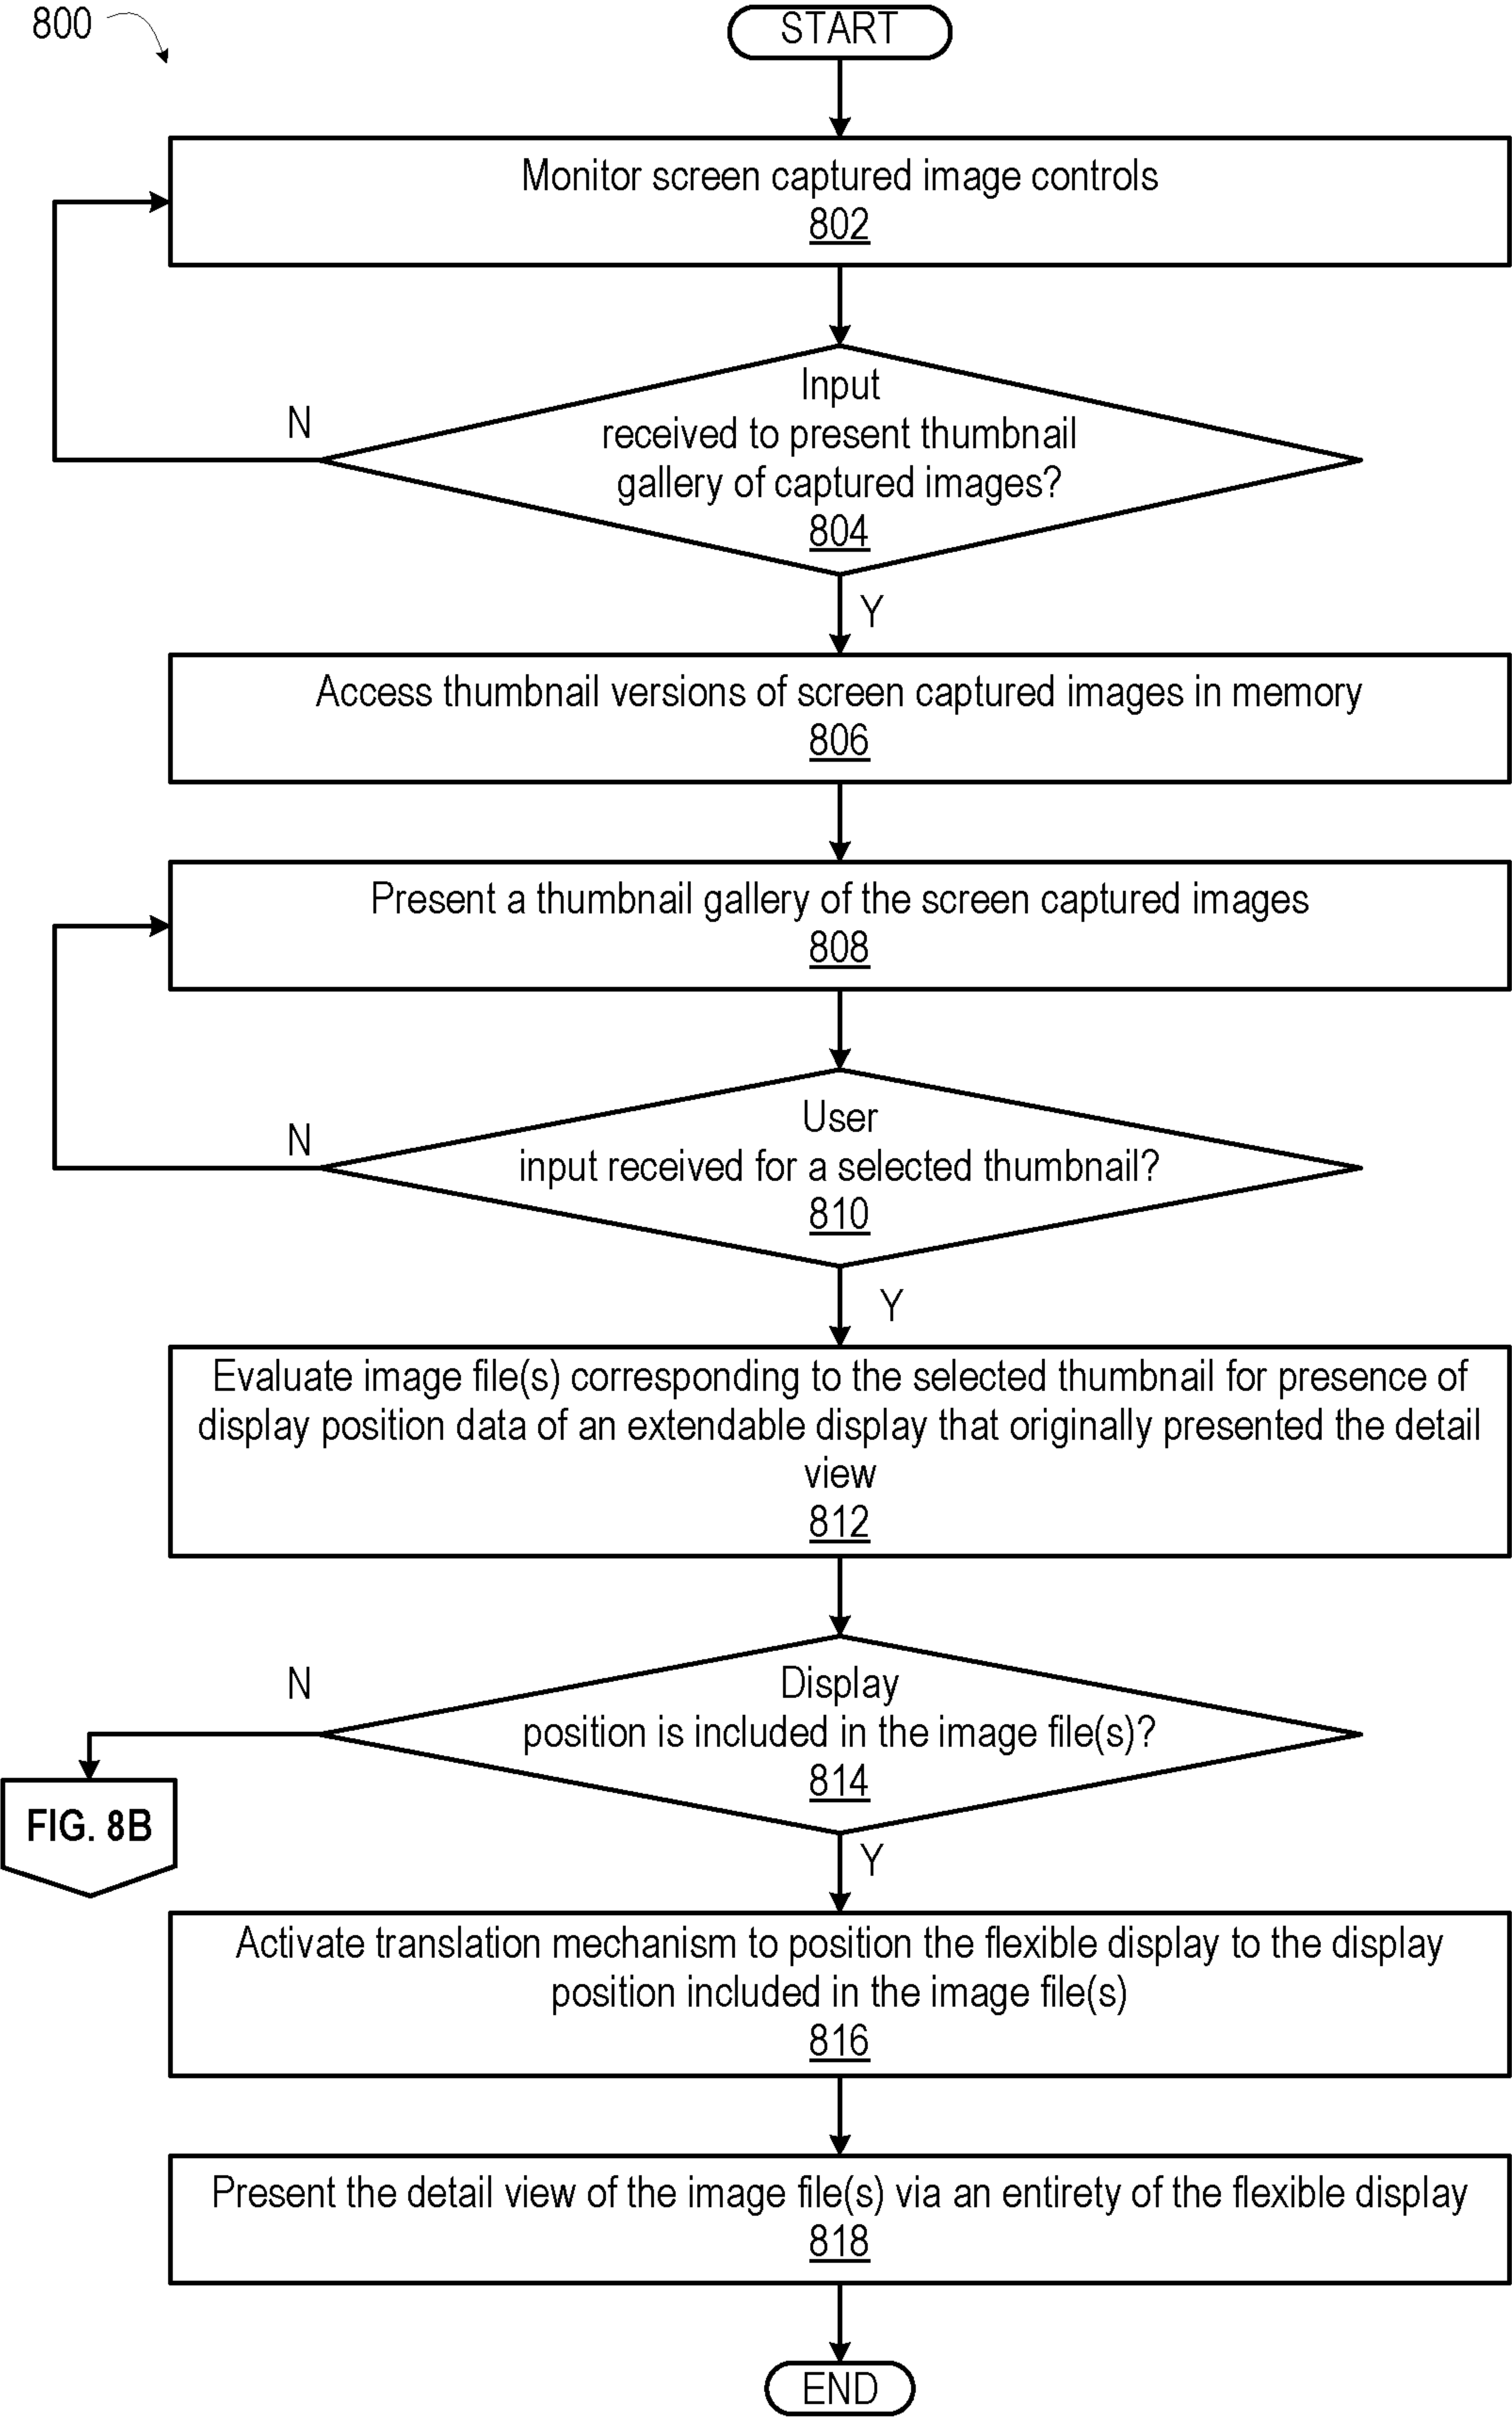 800
START
Monitor screen captured image controls
802
Input
received to present thumbnail
gallery of captured images?
804
N
Y
Access thumbnail versions of screen captured images in memory
806
Present a thumbnail gallery of the screen captured images
808
User
input received for a selected thumbnail?
810
N
Y
Evaluate image file(s) corresponding to the selected thumbnail for presence of
display position data of an extendable display that originally presented the detail
view
812
Display
position is included in the image file(s)?
814
N
FIG. 8B
Y
Activate translation mechanism to position the flexible display to the display
position included in the image file(s)
816
Present the detail view of the image file(s) via an entirety of the flexible display
818
END